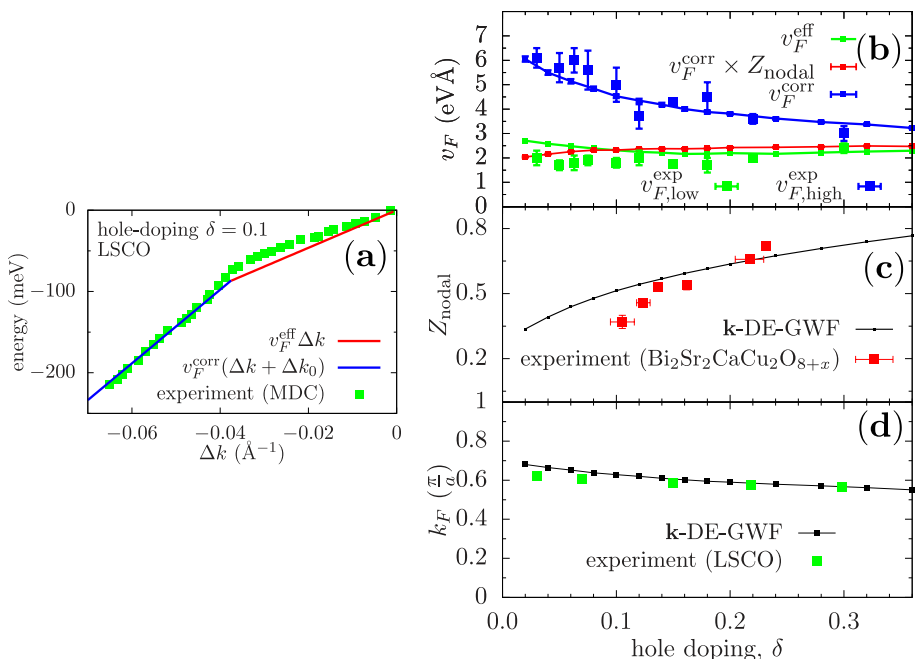 hole-doping δ = 0.1
LSCO
(a)
v_F^eff Δk
v_F^corr(Δk + Δk₀)
experiment (MDC)
energy (meV)
0
−100
−200
−0.06
−0.04
−0.02
0
Δk (Å⁻¹)
(b)
v_F^eff
v_F^corr × Z_nodal
v_F^corr
v_{F,low}^exp
v_{F,high}^exp
v_F (eVÅ)
7
6
5
4
3
2
1
0
(c)
k-DE-GWF
experiment (Bi₂Sr₂CaCu₂O₈₊ₓ)
Z_nodal
0.8
0.5
0.2
(d)
k-DE-GWF
experiment (LSCO)
k_F (π/a)
1
0.8
0.6
0.4
0.2
0
0.0
0.1
0.2
0.3
hole doping, δ